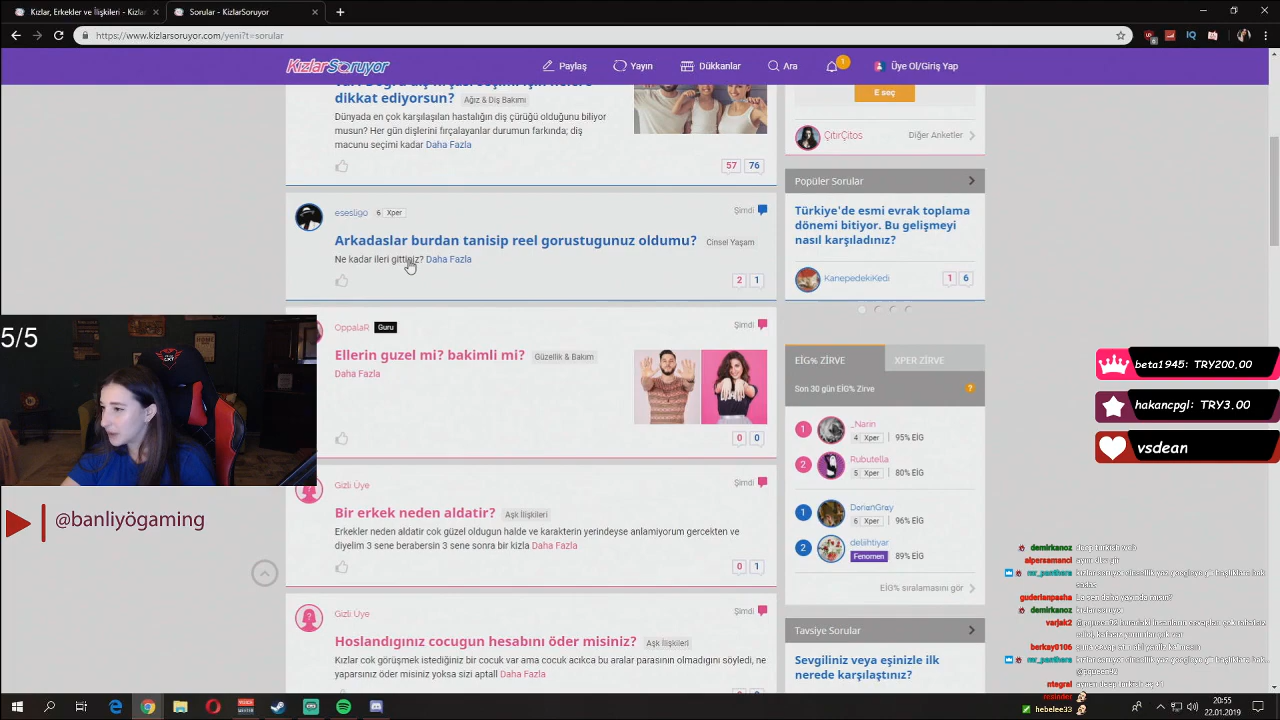 Kızlar, Erkekler ve İlişkiler -
Sorular - KızlarSoruyor
https://www.kizlarsoruyor.com/yeni?t=sorular
KızlarSoruyor
Paylaş
Yayın
Dükkanlar
Ara
1
Üye Ol/Giriş Yap
dikkat ediyorsun?
Ağız & Diş Bakımı
Dünyada en çok karşılaşılan hastalığın diş çürüğü olduğunu biliyor
musun? Her gün dişlerini fırçalayanlar durumun farkında; diş
macunu seçimi kadar Daha Fazla
57 76
esesligo 6 Xper
Şimdi
Arkadaslar burdan tanisip reel gorustugunuz oldumu?
Cinsel Yaşam
Ne kadar ileri gittiniz? Daha Fazla
2 1
OppalaR Guru
Şimdi
Ellerin guzel mi? bakimli mi?
Güzellik & Bakım
Daha Fazla
0 0
Gizli Üye
Şimdi
Bir erkek neden aldatir?
Aşk İlişkileri
Erkekler neden aldatir cok güzel oldugun halde ve karakterin yerindeyse anlamiyorum gercekten ve
diyelim 3 sene berabersin 3 sene sonra bir kizla Daha Fazla
0 1
Gizli Üye
Şimdi
Hoslandıgınız cocugun hesabını öder misiniz?
Aşk İlişkileri
Kızlar cok görüşmek istediğiniz bir cocuk var ama cocuk acikca bu aralar parasının olmadıgını söyledi, ne
yaparsınız öder misiniz yoksa sizi aptall Daha Fazla
E seç
ÇıtırÇitos
Diğer Anketler
Popüler Sorular
Türkiye'de esmi evrak toplama
dönemi bitiyor. Bu gelişmeyi
nasıl karşıladınız?
KanepedekiKedi
1 6
EİG% ZİRVE
XPER ZİRVE
Son 30 gün EİG% Zirve
?
1 _Narin
4 Xper 95% EİG
2 Rubutella
5 Xper 80% EİG
1 DorianGray
6 Xper 96% EİG
2 deliihtiyar
Fenomen 89% EİG
EİG% sıralamasını gör
Tavsiye Sorular
Sevgiliniz veya eşinizle ilk
nerede karşılaştınız?
5/5
@banliyögaming
beta1945: TRY200.00
hakancpgl: TRY3.00
vsdean
demirkanoz
alpersamanci
mr_panthera
guderianpasha
demirkanoz
varjak2
berkay0106
mr_panthera
ntegral
resinder
hebelee33
20:55
22.01.2019